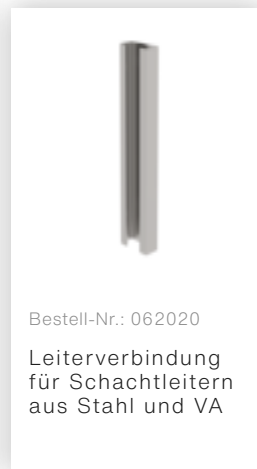 Bestell-Nr.: 062020
Leiterverbindung
für Schachtleitern
aus Stahl und VA